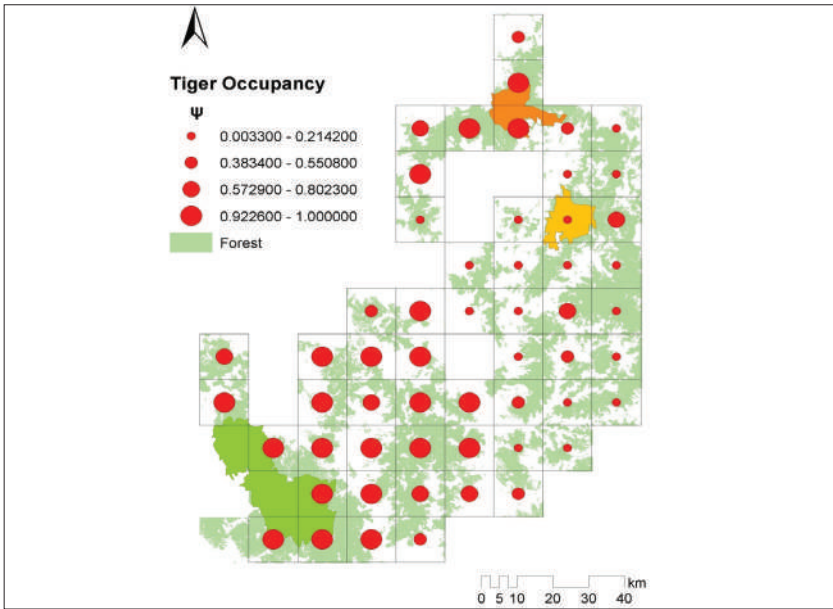 Tiger Occupancy
Ψ
0.003300 - 0.214200
0.383400 - 0.550800
0.572900 - 0.802300
0.922600 - 1.000000
Forest
km
0 5 10 20 30 40